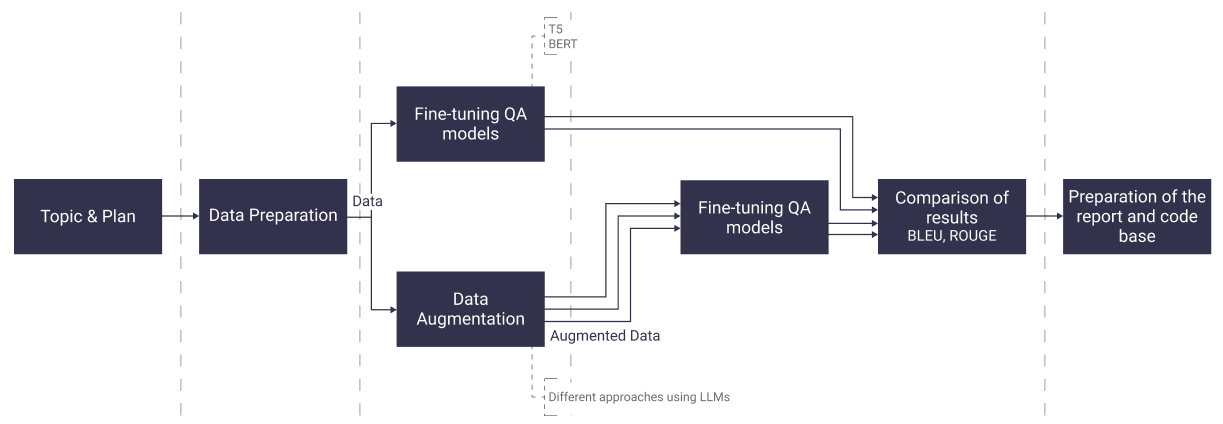 T5
BERT
Fine-tuning QA
models
Topic & Plan
Data Preparation
Data
Fine-tuning QA
models
Comparison of
results
BLEU, ROUGE
Preparation of the
report and code
base
Data
Augmentation
Augmented Data
Different approaches using LLMs